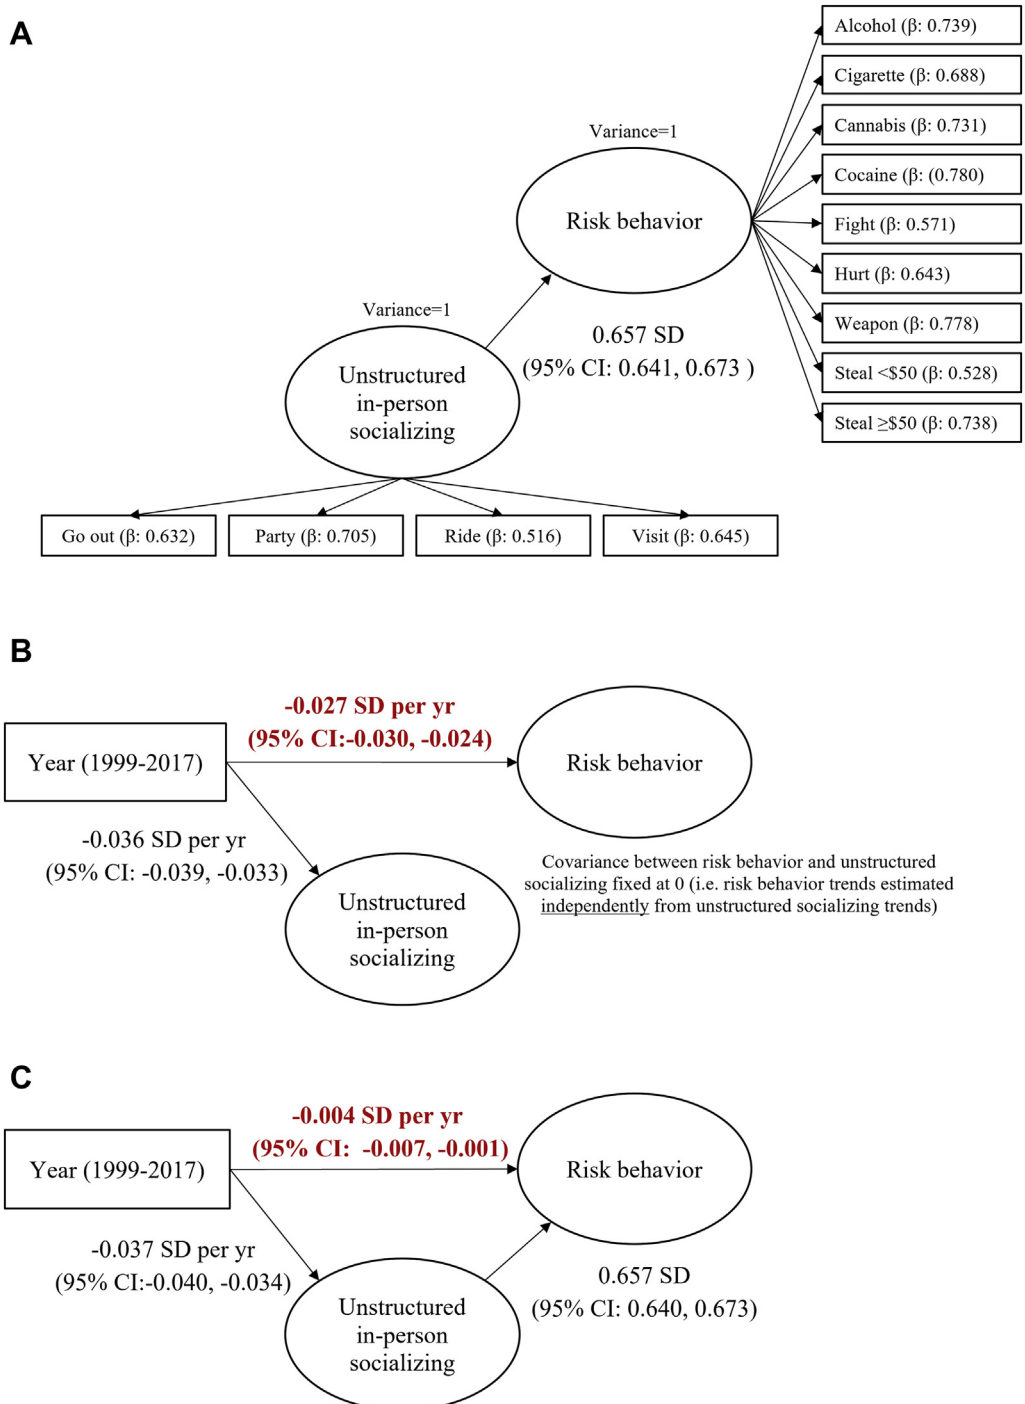 A
Alcohol (β: 0.739)
Cigarette (β: 0.688)
Cannabis (β: 0.731)
Cocaine (β: (0.780)
Fight (β: 0.571)
Hurt (β: 0.643)
Weapon (β: 0.778)
Steal <$50 (β: 0.528)
Steal ≥$50 (β: 0.738)
Variance=1
Risk behavior
Variance=1
Unstructured
in-person
socializing
0.657 SD
(95% CI: 0.641, 0.673 )
Go out (β: 0.632)
Party (β: 0.705)
Ride (β: 0.516)
Visit (β: 0.645)
B
-0.027 SD per yr
(95% CI:-0.030, -0.024)
Year (1999-2017)
Risk behavior
-0.036 SD per yr
(95% CI: -0.039, -0.033)
Unstructured
in-person
socializing
Covariance between risk behavior and unstructured
socializing fixed at 0 (i.e. risk behavior trends estimated
independently from unstructured socializing trends)
C
-0.004 SD per yr
(95% CI:  -0.007, -0.001)
Year (1999-2017)
Risk behavior
-0.037 SD per yr
(95% CI:-0.040, -0.034)
Unstructured
in-person
socializing
0.657 SD
(95% CI: 0.640, 0.673)